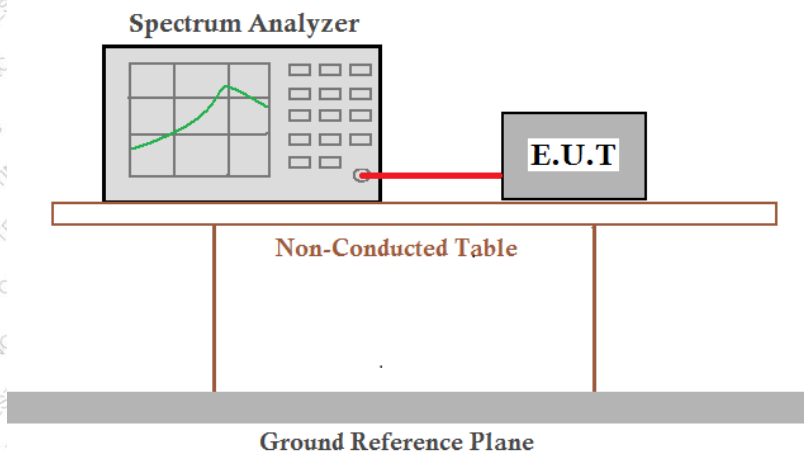 Spectrum Analyzer
E.U.T
Non-Conducted Table
Ground Reference Plane